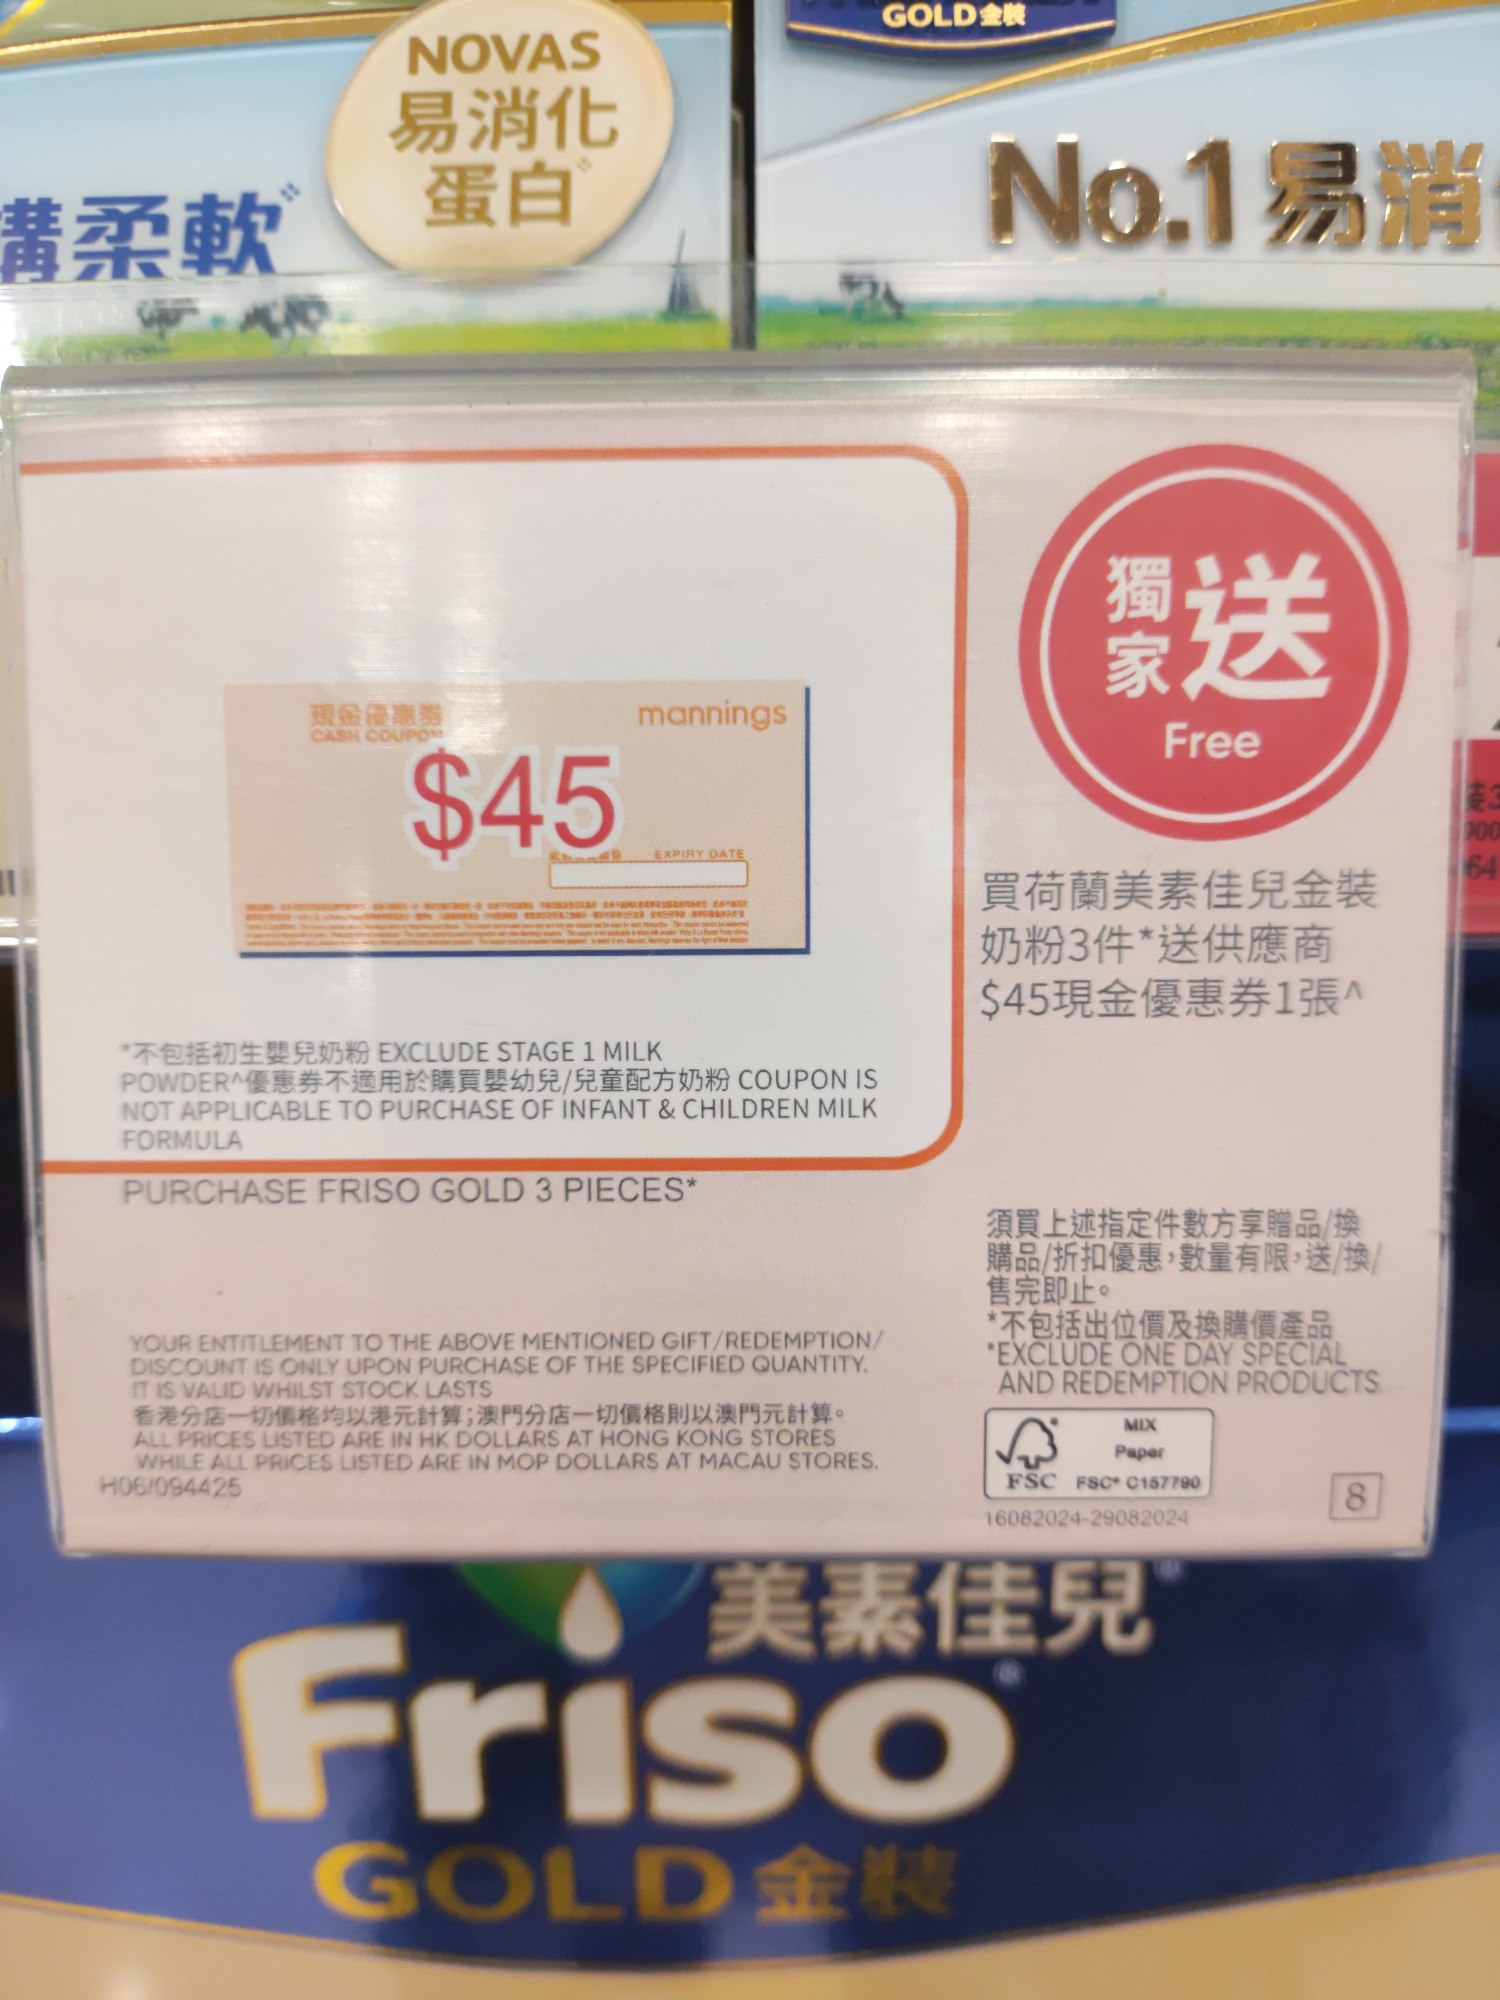 GOLD金裝
NOVAS
易消化
蛋白
構柔軟
No.1易消
獨家送
Free
現金優惠券
CASH COUPON
mannings
$45
EXPIRY DATE
買荷蘭美素佳兒金裝
奶粉3件*送供應商
$45現金優惠券1張^
*不包括初生嬰兒奶粉 EXCLUDE STAGE 1 MILK
POWDER^優惠券不適用於購買嬰幼兒/兒童配方奶粉 COUPON IS
NOT APPLICABLE TO PURCHASE OF INFANT & CHILDREN MILK
FORMULA
PURCHASE FRISO GOLD 3 PIECES*
須買上述指定件數方享贈品/換
購品/折扣優惠,數量有限,送/換/
售完即止。
*不包括出位價及換購價產品
*EXCLUDE ONE DAY SPECIAL
AND REDEMPTION PRODUCTS
YOUR ENTITLEMENT TO THE ABOVE MENTIONED GIFT/REDEMPTION/
DISCOUNT IS ONLY UPON PURCHASE OF THE SPECIFIED QUANTITY.
IT IS VALID WHILST STOCK LASTS
香港分店一切價格均以港元計算;澳門分店一切價格則以澳門元計算。
ALL PRICES LISTED ARE IN HK DOLLARS AT HONG KONG STORES
WHILE ALL PRICES LISTED ARE IN MOP DOLLARS AT MACAU STORES.
H06/094425
MIX
Paper
FSC FSC® C157790
16082024-29082024
8
美素佳兒®
Friso®
GOLD金裝